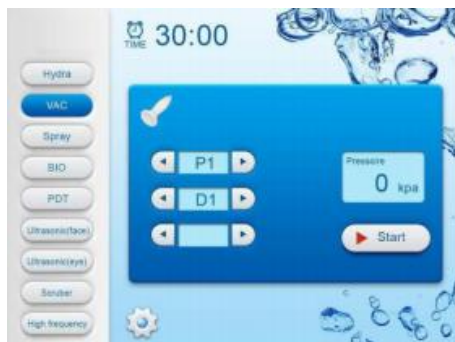 TIME 30:00
Hydra
VAC
Spray
BIO
PDT
Ultrasonic(face)
Ultrasonic(eye)
Scruber
High frequency
P1
D1
Pressure
0 kpa
Start